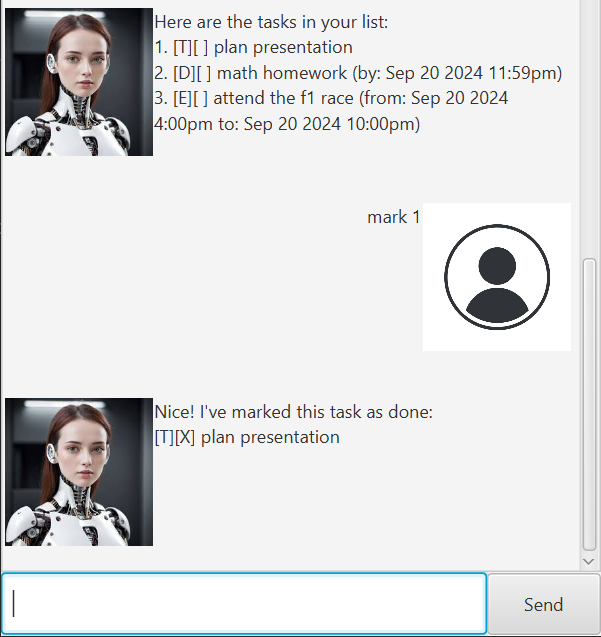 Here are the tasks in your list:
1. [T][ ] plan presentation
2. [D][ ] math homework (by: Sep 20 2024 11:59pm)
3. [E][ ] attend the f1 race (from: Sep 20 2024
4:00pm to: Sep 20 2024 10:00pm)
mark 1
Nice! I've marked this task as done:
[T][X] plan presentation
Send